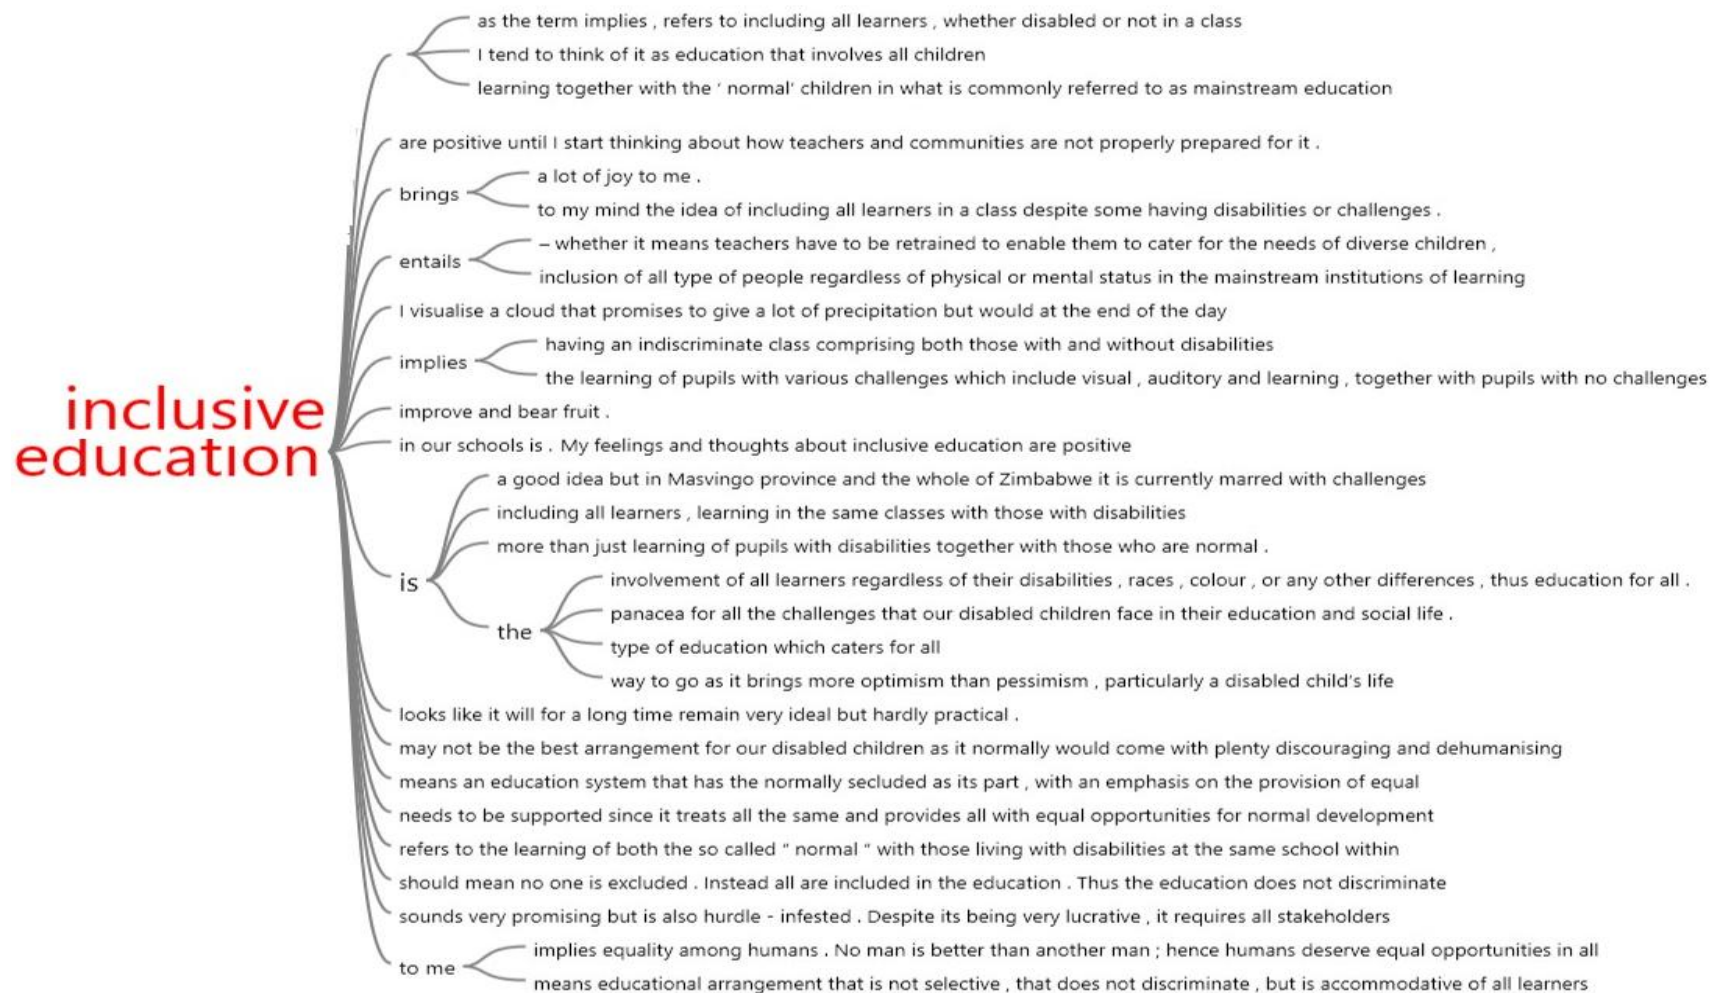 inclusive
education
as the term implies , refers to including all learners , whether disabled or not in a class
I tend to think of it as education that involves all children
learning together with the ‘ normal’ children in what is commonly referred to as mainstream education
are positive until I start thinking about how teachers and communities are not properly prepared for it .
brings
a lot of joy to me .
to my mind the idea of including all learners in a class despite some having disabilities or challenges .
entails
– whether it means teachers have to be retrained to enable them to cater for the needs of diverse children ,
inclusion of all type of people regardless of physical or mental status in the mainstream institutions of learning
I visualise a cloud that promises to give a lot of precipitation but would at the end of the day
implies
having an indiscriminate class comprising both those with and without disabilities
the learning of pupils with various challenges which include visual , auditory and learning , together with pupils with no challenges
improve and bear fruit .
in our schools is . My feelings and thoughts about inclusive education are positive
is
a good idea but in Masvingo province and the whole of Zimbabwe it is currently marred with challenges
including all learners , learning in the same classes with those with disabilities
more than just learning of pupils with disabilities together with those who are normal .
the
involvement of all learners regardless of their disabilities , races , colour , or any other differences , thus education for all .
panacea for all the challenges that our disabled children face in their education and social life .
type of education which caters for all
way to go as it brings more optimism than pessimism , particularly a disabled child's life
looks like it will for a long time remain very ideal but hardly practical .
may not be the best arrangement for our disabled children as it normally would come with plenty discouraging and dehumanising
means an education system that has the normally secluded as its part , with an emphasis on the provision of equal
needs to be supported since it treats all the same and provides all with equal opportunities for normal development
refers to the learning of both the so called “ normal “ with those living with disabilities at the same school within
should mean no one is excluded . Instead all are included in the education . Thus the education does not discriminate
sounds very promising but is also hurdle - infested . Despite its being very lucrative , it requires all stakeholders
to me
implies equality among humans . No man is better than another man ; hence humans deserve equal opportunities in all
means educational arrangement that is not selective , that does not discriminate , but is accommodative of all learners